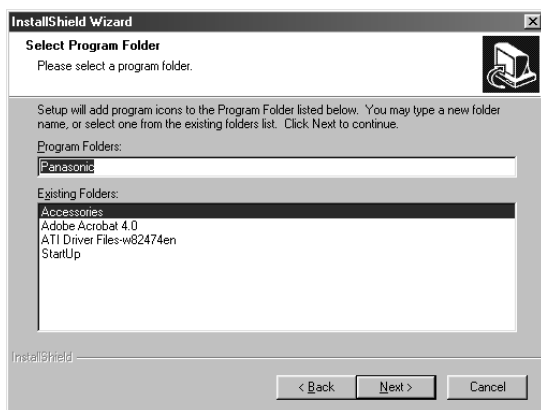 InstallShield Wizard
Select Program Folder
Please select a program folder.
Setup will add program icons to the Program Folder listed below. You may type a new folder
name, or select one from the existing folders list. Click Next to continue.
Program Folders:
Panasonic
Existing Folders:
Accessories
Adobe Acrobat 4.0
ATI Driver Files-w82474en
StartUp
InstallShield
< Back
Next >
Cancel